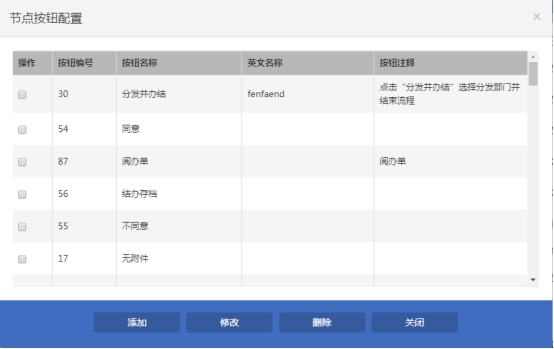 节点按钮配置 ×
操作 按钮编号 按钮名称 英文名称 按钮注释
30 分发并办结 fenfaend 点击“分发并办结”选择分发部门并
结束流程
54 同意
87 阅办单 阅办单
56 结办存档
55 不同意
17 无附件
添加 修改 删除 关闭